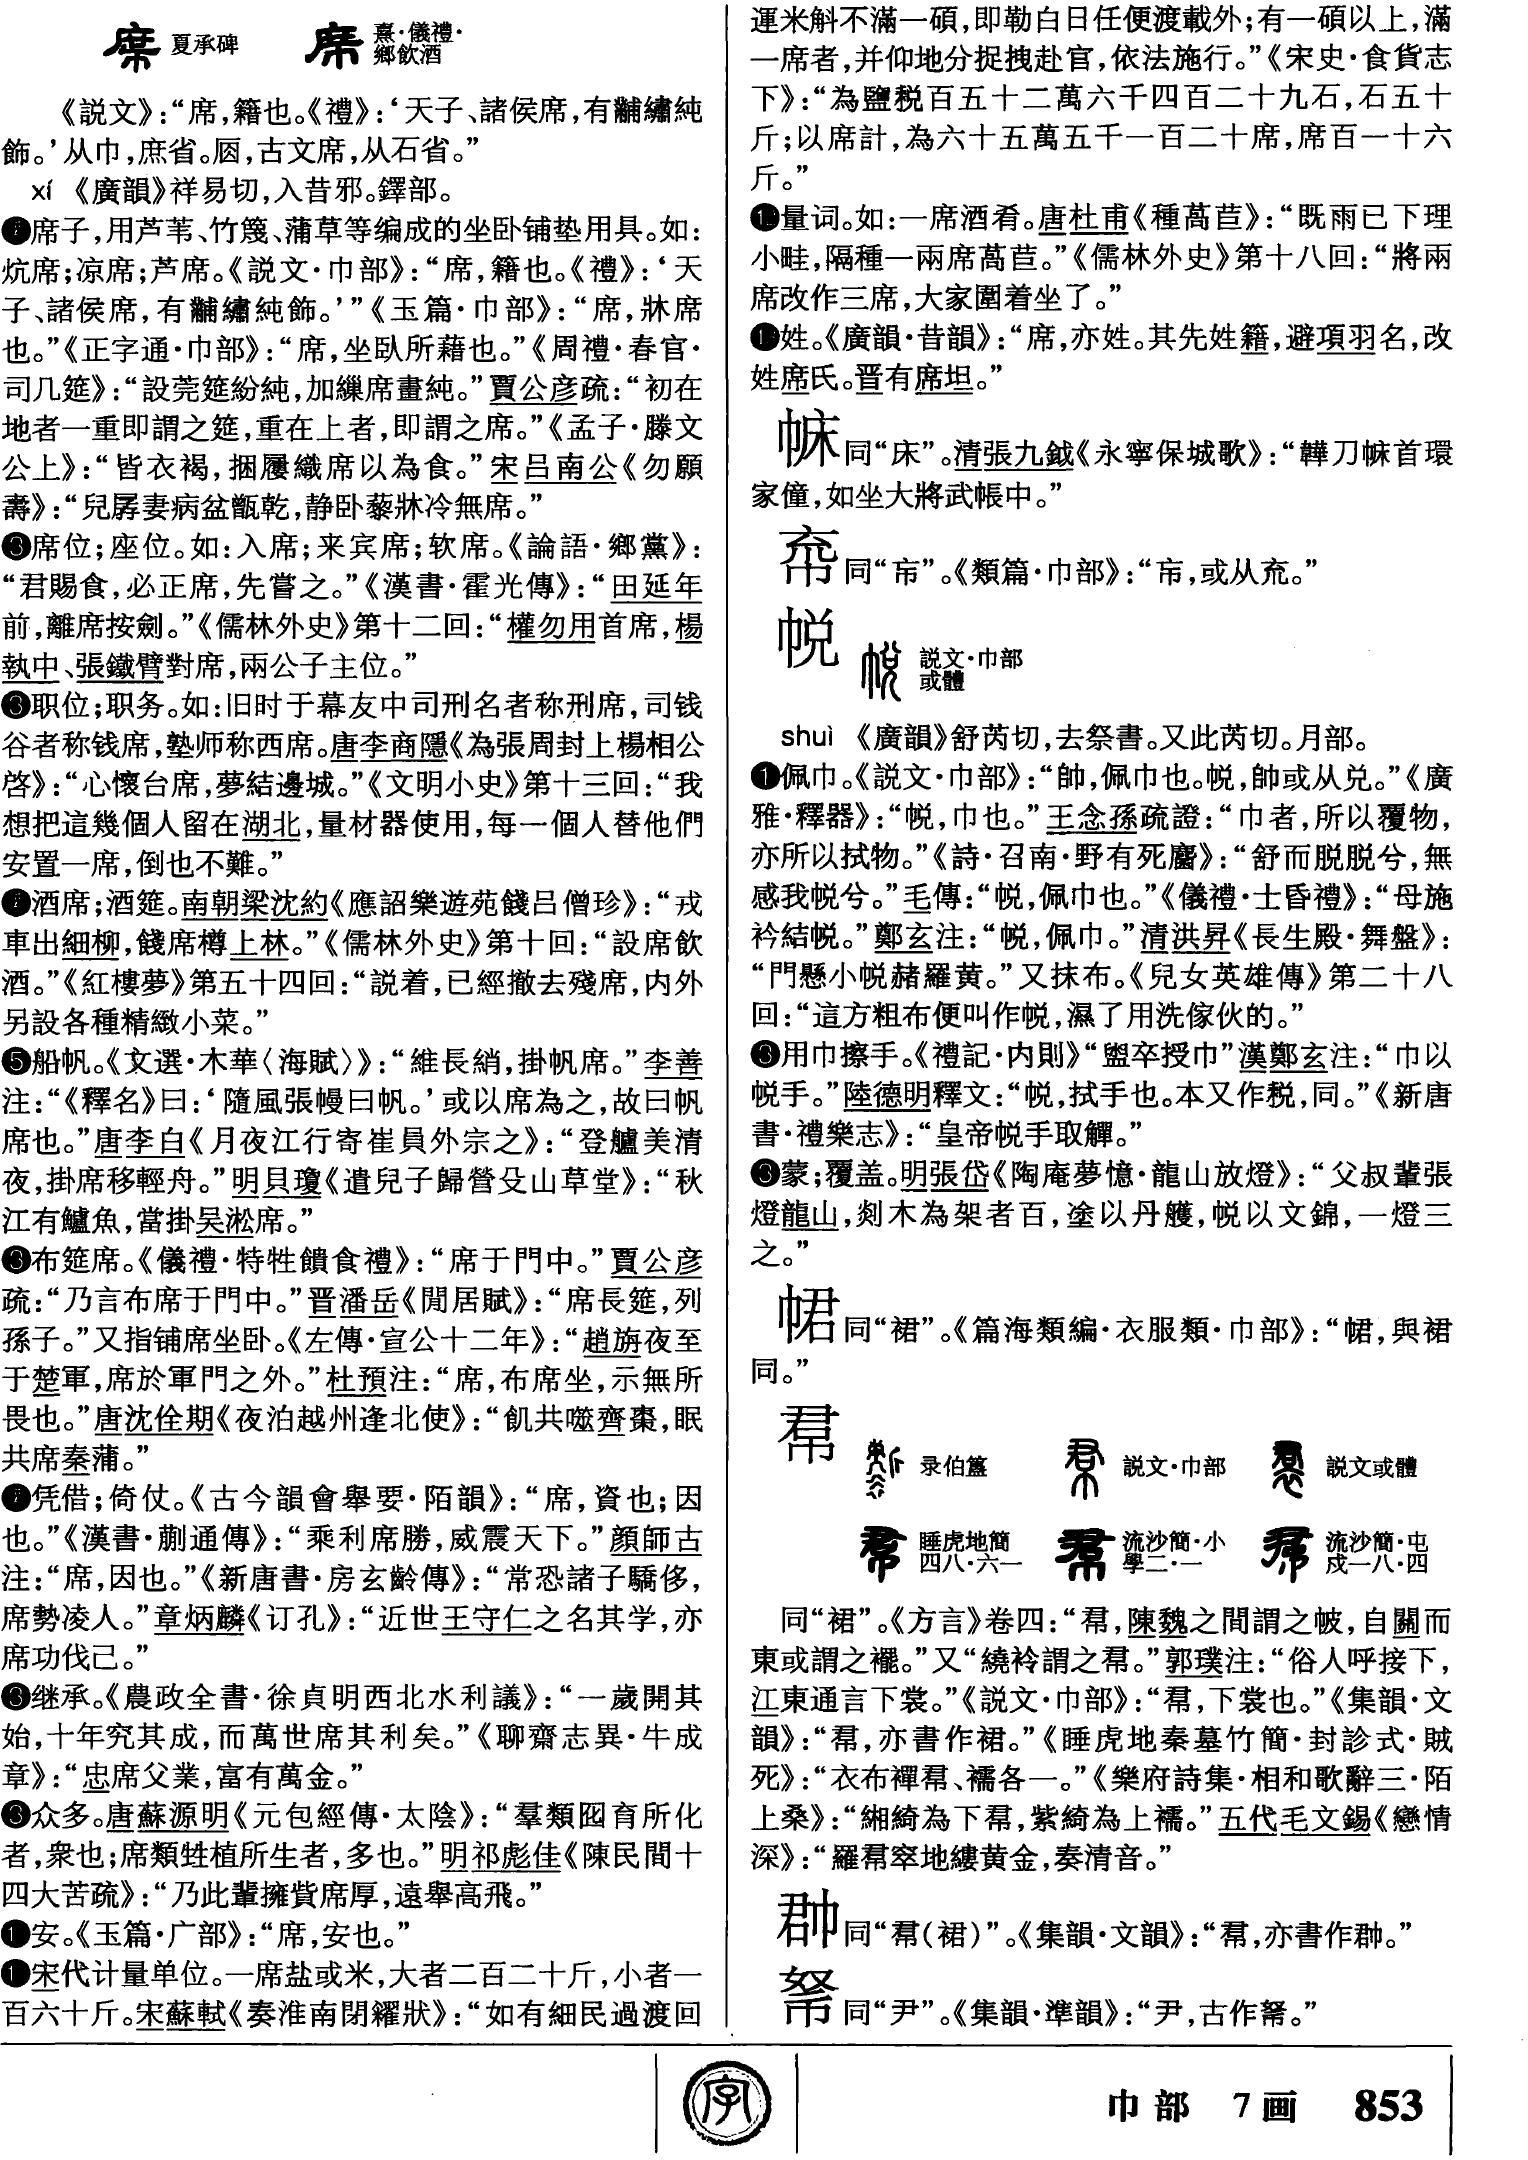 夏承碑 熹·儀禮·鄉飲酒
《説文》：“席，籍也。《禮》：‘天子、諸侯席，有黼繡純
飾。’从巾，庶省。𠩳，古文席，从石省。”
xí 《廣韻》祥易切，入昔邪。鐸部。
❷席子，用芦苇、竹篾、蒲草等编成的坐卧铺垫用具。如：
炕席；凉席；芦席。《説文·巾部》：“席，籍也。《禮》：‘天
子、諸侯席，有黼繡純飾。’”《玉篇·巾部》：“席，牀席
也。”《正字通·巾部》：“席，坐臥所藉也。”《周禮·春官·
司几筵》：“設莞筵紛純，加繅席畫純。”賈公彦疏：“初在
地者一重即謂之筵，重在上者，即謂之席。”《孟子·滕文
公上》：“皆衣褐，捆屨織席以為食。”宋吕南公《勿願
壽》：“兒孱妻病盆甑乾，静卧藜牀冷無席。”
❸席位；座位。如：入席；来宾席；软席。《論語·鄉黨》：
“君賜食，必正席，先嘗之。”《漢書·霍光傳》：“田延年
前，離席按劍。”《儒林外史》第十二回：“權勿用首席，楊
執中、張鐵臂對席，兩公子主位。”
❸职位；职务。如：旧时于幕友中司刑名者称刑席，司钱
谷者称钱席，塾师称西席。唐李商隱《為張周封上楊相公
啓》：“心懷台席，夢結邊城。”《文明小史》第十三回：“我
想把這幾個人留在湖北，量材器使用，每一個人替他們
安置一席，倒也不難。”
❷酒席；酒筵。南朝梁沈約《應詔樂遊苑餞吕僧珍》：“戎
車出細柳，餞席樽上林。”《儒林外史》第十回：“設席飲
酒。”《紅樓夢》第五十四回：“説着，已經撤去殘席，内外
另設各種精緻小菜。”
❺船帆。《文選·木華〈海賦〉》：“維長綃，掛帆席。”李善
注：“《釋名》曰：‘隨風張幔曰帆。’或以席為之，故曰帆
席也。”唐李白《月夜江行寄崔員外宗之》：“登艫美清
夜，掛席移輕舟。”明貝瓊《遣兒子歸營殳山草堂》：“秋
江有鱸魚，當掛吴淞席。”
❸布筵席。《儀禮·特牲饋食禮》：“席于門中。”賈公彦
疏：“乃言布席于門中。”晋潘岳《閒居賦》：“席長筵，列
孫子。”又指铺席坐卧。《左傳·宣公十二年》：“趙旃夜至
于楚軍，席於軍門之外。”杜預注：“席，布席坐，示無所
畏也。”唐沈佺期《夜泊越州逢北使》：“飢共噬齊棗，眠
共席秦蒲。”
❷凭借；倚仗。《古今韻會舉要·陌韻》：“席，資也；因
也。”《漢書·蒯通傳》：“乘利席勝，威震天下。”顔師古
注：“席，因也。”《新唐書·房玄齡傳》：“常恐諸子驕侈，
席勢凌人。”章炳麟《订孔》：“近世王守仁之名其学，亦
席功伐己。”
❸继承。《農政全書·徐貞明西北水利議》：“一歲開其
始，十年究其成，而萬世席其利矣。”《聊齋志異·牛成
章》：“忠席父業，富有萬金。”
❸众多。唐蘇源明《元包經傳·太陰》：“羣類囮育所化
者，衆也；席類甡植所生者，多也。”明祁彪佳《陳民間十
四大苦疏》：“乃此輩擁貲席厚，遠舉高飛。”
❶安。《玉篇·广部》：“席，安也。”
❶宋代计量单位。一席盐或米，大者二百二十斤，小者一
百六十斤。宋蘇軾《奏淮南閉糴狀》：“如有細民過渡回
運米斛不滿一碩，即勒白日任便渡載外；有一碩以上，滿
一席者，并仰地分捉拽赴官，依法施行。”《宋史·食貨志
下》：“為鹽税百五十二萬六千四百二十九石，石五十
斤；以席計，為六十五萬五千一百二十席，席百一十六
斤。”
❶量词。如：一席酒肴。唐杜甫《種萵苣》：“既雨已下理
小畦，隔種一兩席萵苣。”《儒林外史》第十八回：“將兩
席改作三席，大家圍着坐了。”
❶姓。《廣韻·昔韻》：“席，亦姓。其先姓籍，避項羽名，改
姓席氏。晋有席坦。”
㡆同“床”。清張九鉞《永寧保城歌》：“鞾刀㡆首環
家僮，如坐大將武帳中。”
同“帍”。《類篇·巾部》：“帍，或从㐬。”
帨 説文·巾部或體
shuì 《廣韻》舒芮切，去祭書。又此芮切。月部。
❶佩巾。《説文·巾部》：“帥，佩巾也。帨，帥或从兑。”《廣
雅·釋器》：“帨，巾也。”王念孫疏證：“巾者，所以覆物，
亦所以拭物。”《詩·召南·野有死麕》：“舒而脱脱兮，無
感我帨兮。”毛傳：“帨，佩巾也。”《儀禮·士昏禮》：“母施
衿結帨。”鄭玄注：“帨，佩巾。”清洪昇《長生殿·舞盤》：
“門懸小帨赭羅黄。”又抹布。《兒女英雄傳》第二十八
回：“這方粗布便叫作帨，濕了用洗傢伙的。”
❸用巾擦手。《禮記·内則》“盥卒授巾”漢鄭玄注：“巾以
帨手。”陸德明釋文：“帨，拭手也。本又作税，同。”《新唐
書·禮樂志》：“皇帝帨手取觶。”
❸蒙；覆盖。明張岱《陶庵夢憶·龍山放燈》：“父叔輩張
燈龍山，剡木為架者百，塗以丹雘，帨以文錦，一燈三
之。”
帬同“裙”。《篇海類編·衣服類·巾部》：“帬，與裙
同。”
帬 录伯簋 説文·巾部 説文或體
睡虎地簡四八·六一 流沙簡·小學二·一 流沙簡·屯戍一八·四
同“裙”。《方言》卷四：“帬，陳魏之間謂之帔，自關而
東或謂之襬。”又“繞衿謂之帬。”郭璞注：“俗人呼接下，
江東通言下裳。”《説文·巾部》：“帬，下裳也。”《集韻·文
韻》：“帬，亦書作裙。”《睡虎地秦墓竹簡·封診式·賊
死》：“衣布襌帬、襦各一。”《樂府詩集·相和歌辭三·陌
上桑》：“緗綺為下帬，紫綺為上襦。”五代毛文錫《戀情
深》：“羅帬窣地縷黄金，奏清音。”
同“帬（裙）”。《集韻·文韻》：“帬，亦書作㪊。”
帣同“尹”。《集韻·準韻》：“尹，古作帣。”
字
巾部 7画 853